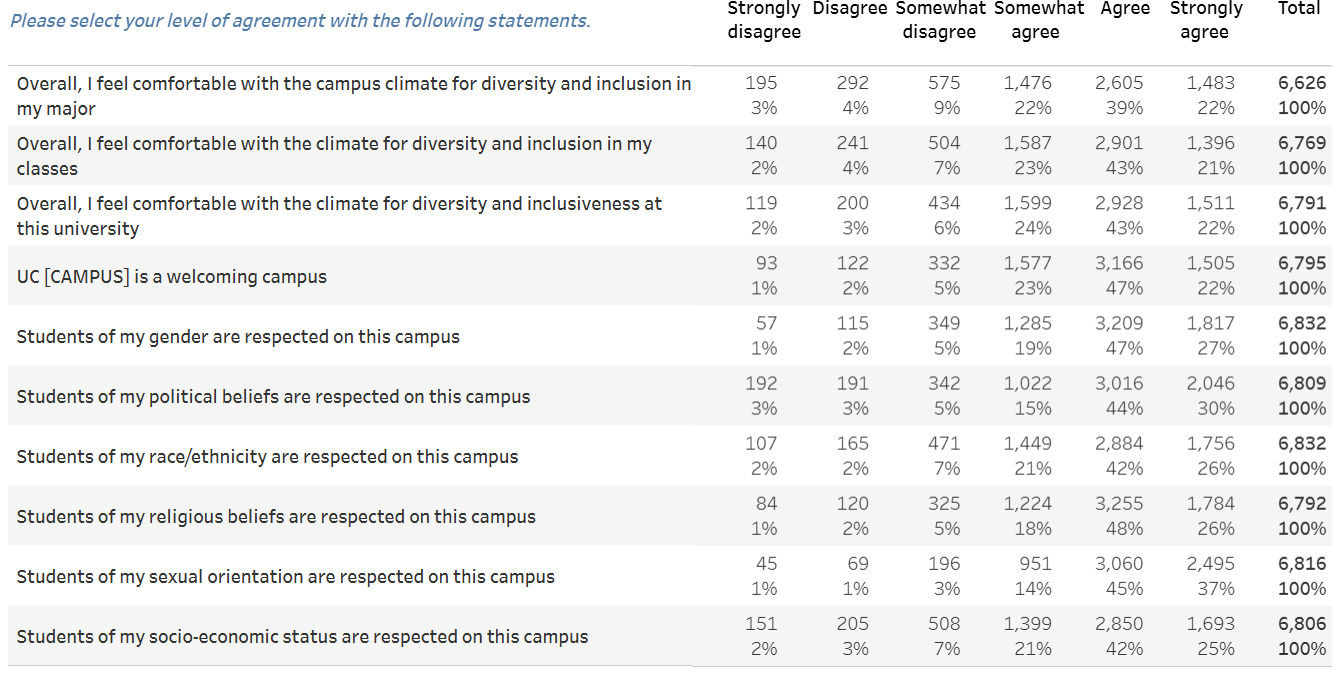 Please select your level of agreement with the following statements.
Strongly disagree Disagree Somewhat disagree Somewhat agree Agree Strongly agree Total
Overall, I feel comfortable with the campus climate for diversity and inclusion in my major
195 292 575 1,476 2,605 1,483 6,626
3% 4% 9% 22% 39% 22% 100%
Overall, I feel comfortable with the climate for diversity and inclusion in my classes
140 241 504 1,587 2,901 1,396 6,769
2% 4% 7% 23% 43% 21% 100%
Overall, I feel comfortable with the climate for diversity and inclusiveness at this university
119 200 434 1,599 2,928 1,511 6,791
2% 3% 6% 24% 43% 22% 100%
UC [CAMPUS] is a welcoming campus
93 122 332 1,577 3,166 1,505 6,795
1% 2% 5% 23% 47% 22% 100%
Students of my gender are respected on this campus
57 115 349 1,285 3,209 1,817 6,832
1% 2% 5% 19% 47% 27% 100%
Students of my political beliefs are respected on this campus
192 191 342 1,022 3,016 2,046 6,809
3% 3% 5% 15% 44% 30% 100%
Students of my race/ethnicity are respected on this campus
107 165 471 1,449 2,884 1,756 6,832
2% 2% 7% 21% 42% 26% 100%
Students of my religious beliefs are respected on this campus
84 120 325 1,224 3,255 1,784 6,792
1% 2% 5% 18% 48% 26% 100%
Students of my sexual orientation are respected on this campus
45 69 196 951 3,060 2,495 6,816
1% 1% 3% 14% 45% 37% 100%
Students of my socio-economic status are respected on this campus
151 205 508 1,399 2,850 1,693 6,806
2% 3% 7% 21% 42% 25% 100%